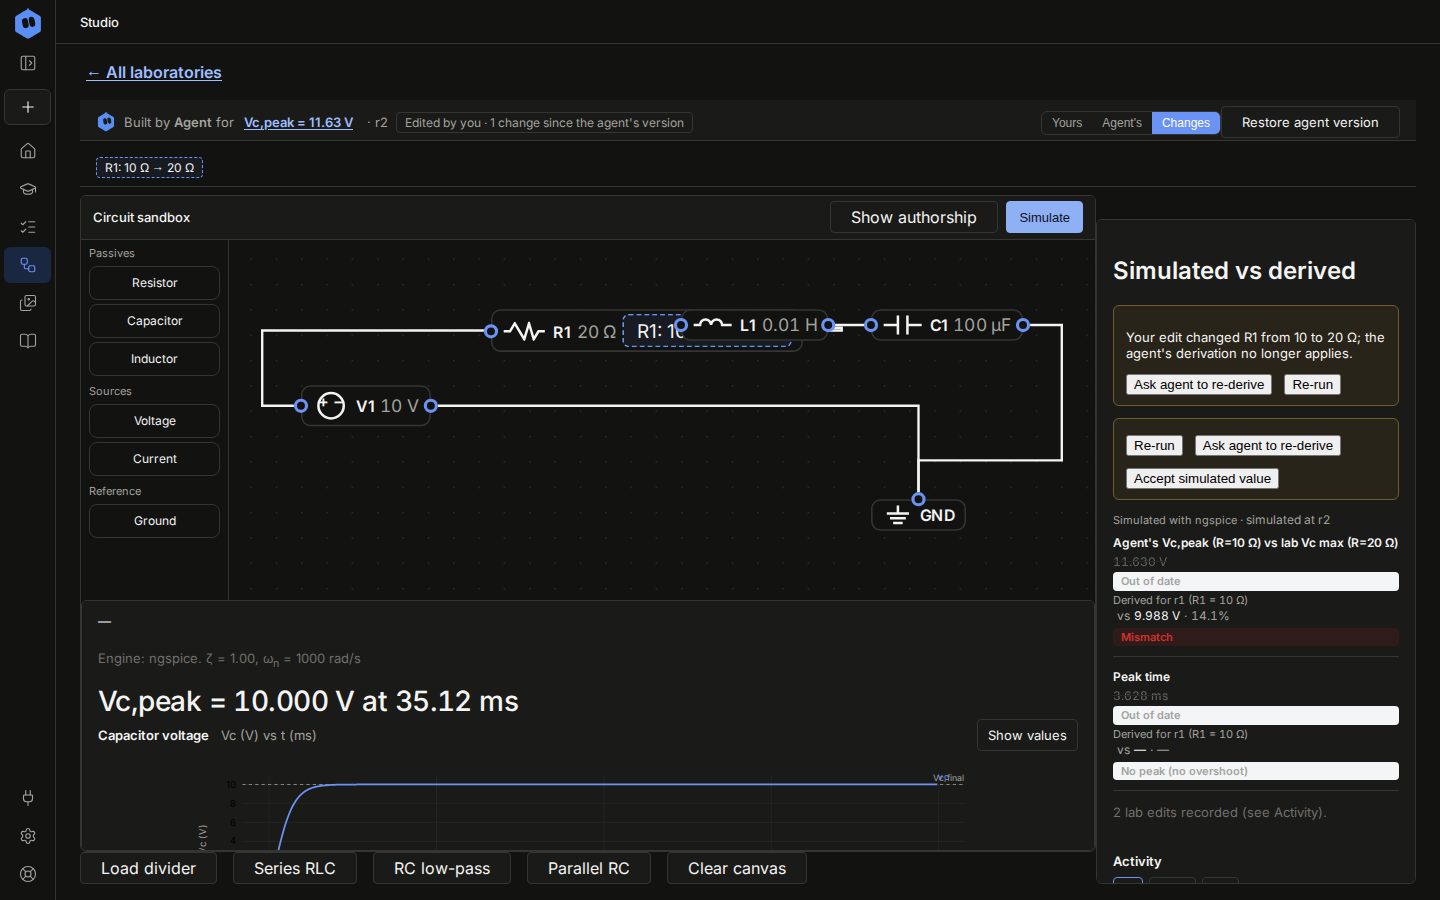 Studio
← All laboratories
Built by Agent for Vc,peak = 11.63 V · r2 Edited by you · 1 change since the agent's version
Yours Agent's Changes Restore agent version
R1: 10 Ω → 20 Ω
Circuit sandbox
Show authorship Simulate
Passives
Resistor
Capacitor
Inductor
Sources
Voltage
Current
Reference
Ground
R1 20 Ω
R1:
L1 0.01 H
C1 100 µF
V1 10 V
GND
—
Engine: ngspice. ζ = 1.00, ωn = 1000 rad/s
Vc,peak = 10.000 V at 35.12 ms
Capacitor voltage Vc (V) vs t (ms)
Show values
10
8
6
4
Vc (V)
Load divider
Series RLC
RC low-pass
Parallel RC
Clear canvas
Simulated vs derived
Your edit changed R1 from 10 to 20 Ω; the
agent's derivation no longer applies.
Ask agent to re-derive Re-run
Re-run Ask agent to re-derive
Accept simulated value
Simulated with ngspice · simulated at r2
Agent's Vc,peak (R=10 Ω) vs lab Vc max (R=20 Ω)
11.630 V
Out of date
Derived for r1 (R1 = 10 Ω)
vs 9.988 V · 14.1%
Mismatch
Peak time
3.628 ms
Out of date
Derived for r1 (R1 = 10 Ω)
vs — · —
No peak (no overshoot)
2 lab edits recorded (see Activity).
Activity